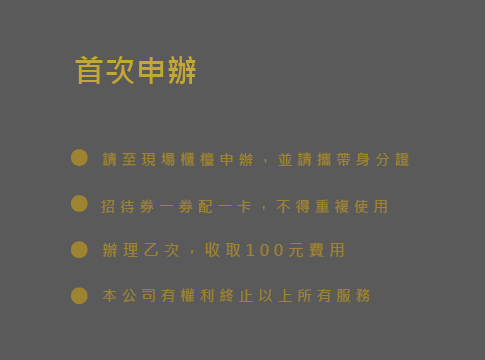 首次申辦
請至現場櫃檯申辦，並請攜帶身分證
招待券一券配一卡，不得重複使用
辦理乙次，收取100元費用
本公司有權利終止以上所有服務